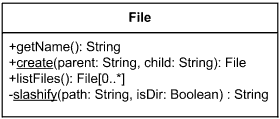 File
+getName(): String
+create(parent: String, child: String): File
+listFiles(): File[0..*]
-slashify(path: String, isDir: Boolean) : String